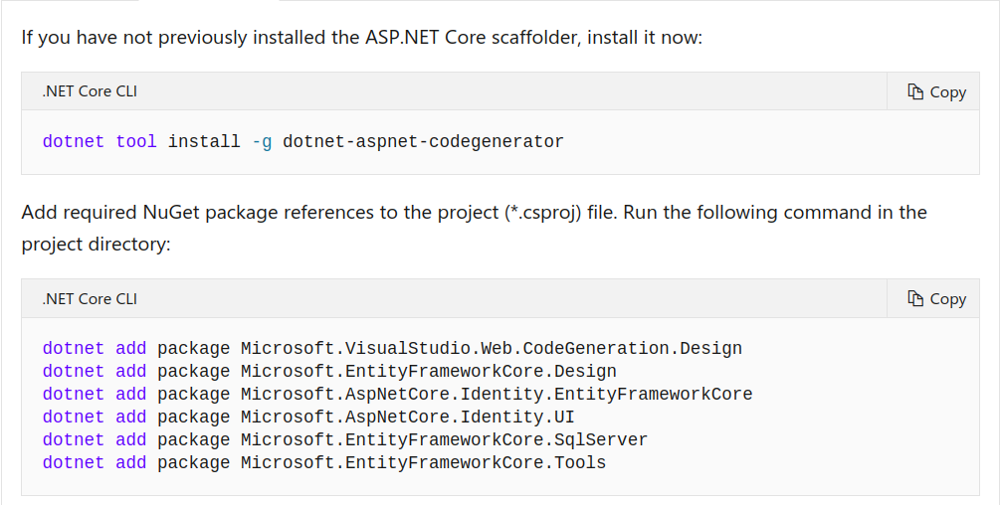 If you have not previously installed the ASP.NET Core scaffolder, install it now:
.NET Core CLI
Copy
dotnet tool install -g dotnet-aspnet-codegenerator
Add required NuGet package references to the project (*.csproj) file. Run the following command in the
project directory:
.NET Core CLI
Copy
dotnet add package Microsoft.VisualStudio.Web.CodeGeneration.Design
dotnet add package Microsoft.EntityFrameworkCore.Design
dotnet add package Microsoft.AspNetCore.Identity.EntityFrameworkCore
dotnet add package Microsoft.AspNetCore.Identity.UI
dotnet add package Microsoft.EntityFrameworkCore.SqlServer
dotnet add package Microsoft.EntityFrameworkCore.Tools